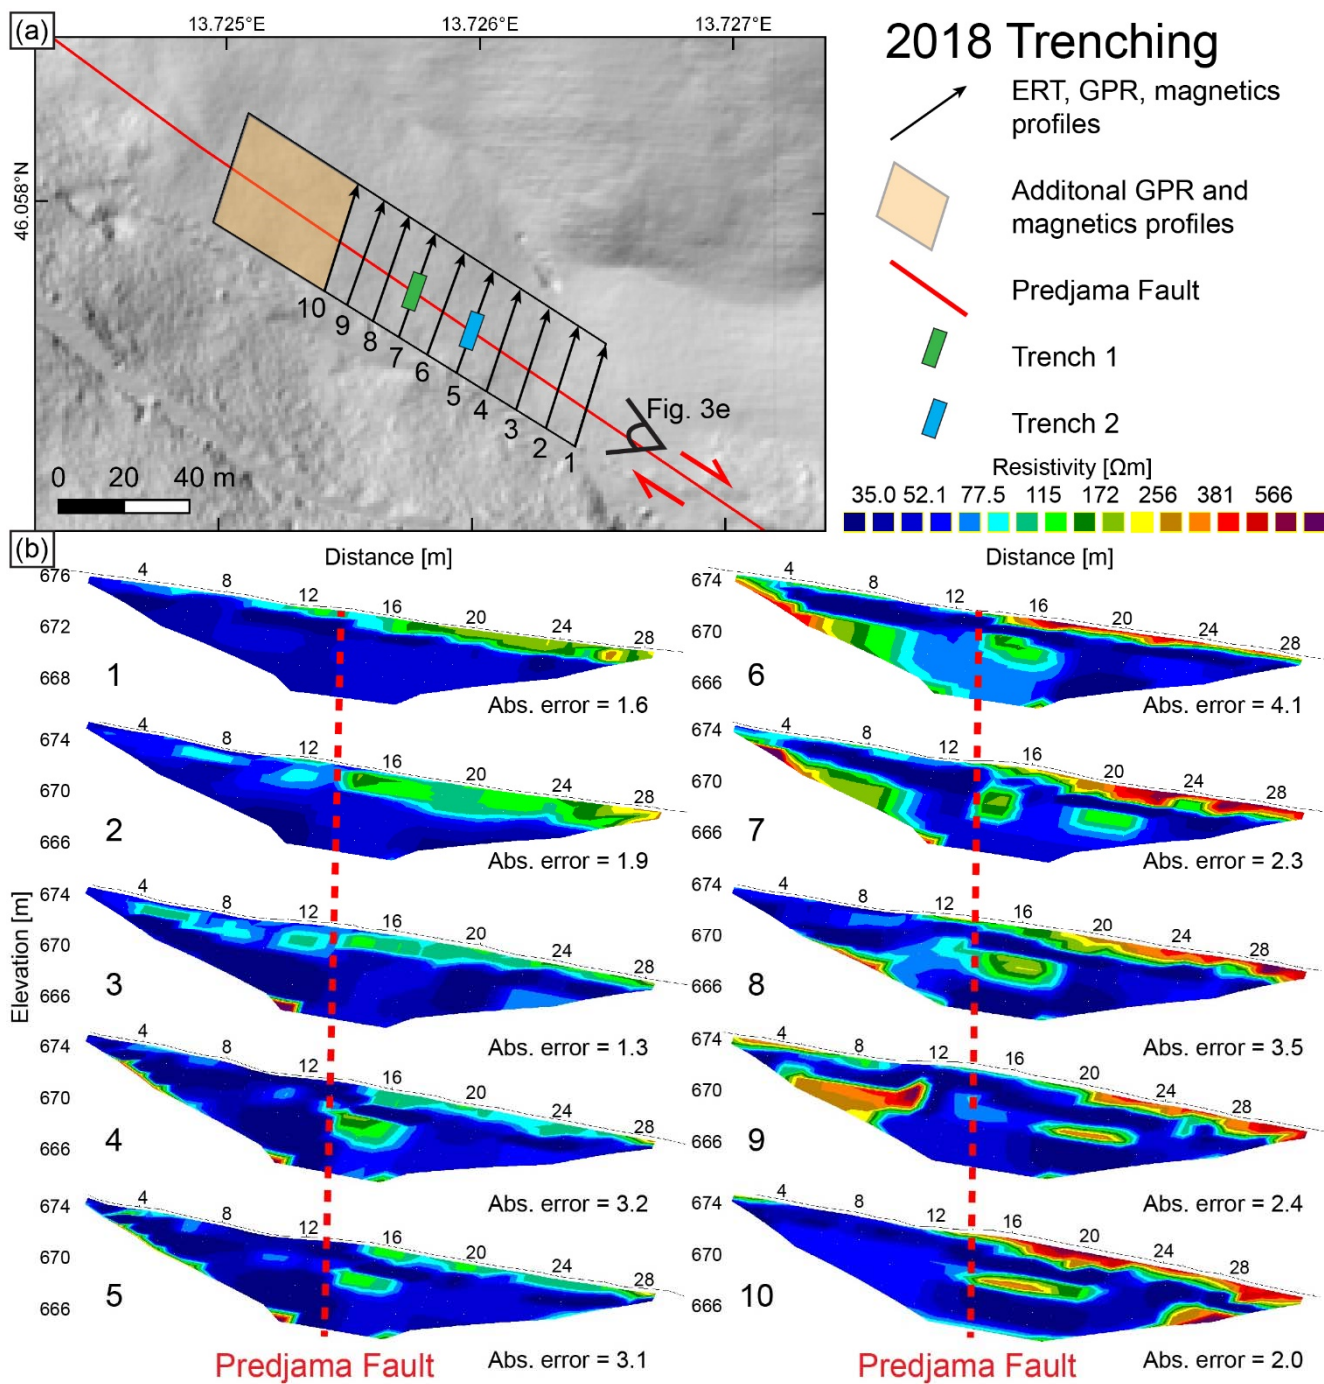 (a)
13.725°E 13.726°E 13.727°E
46.058°N
10 9 8 7 6 5 4 3 2 1
Fig. 3e
0 20 40 m
2018 Trenching
ERT, GPR, magnetics
profiles
Additonal GPR and
magnetics profiles
Predjama Fault
Trench 1
Trench 2
Resistivity [Ωm]
35.0 52.1 77.5 115 172 256 381 566
(b)
Distance [m]
Distance [m]
Elevation [m]
676 672 668
4 8 12 16 20 24 28
1
Abs. error = 1.6
674 670 666
4 8 12 16 20 24 28
2
Abs. error = 1.9
674 670 666
4 8 12 16 20 24 28
3
Abs. error = 1.3
674 670 666
4 8 12 16 20 24 28
4
Abs. error = 3.2
674 670 666
4 8 12 16 20 24 28
5
Abs. error = 3.1
Predjama Fault
674 670 666
4 8 12 16 20 24 28
6
Abs. error = 4.1
674 670 666
4 8 12 16 20 24 28
7
Abs. error = 2.3
674 670 666
4 8 12 16 20 24 28
8
Abs. error = 3.5
674 670 666
4 8 12 16 20 24 28
9
Abs. error = 2.4
674 670 666
4 8 12 16 20 24 28
10
Abs. error = 2.0
Predjama Fault